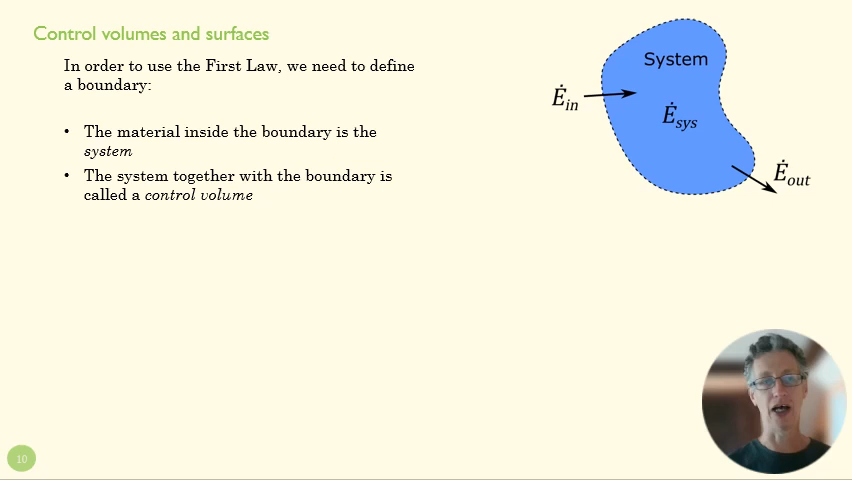 Control volumes and surfaces
In order to use the First Law, we need to define
a boundary:
• The material inside the boundary is the
system
• The system together with the boundary is
called a control volume
System
Ė_in
Ė_sys
Ė_out
10